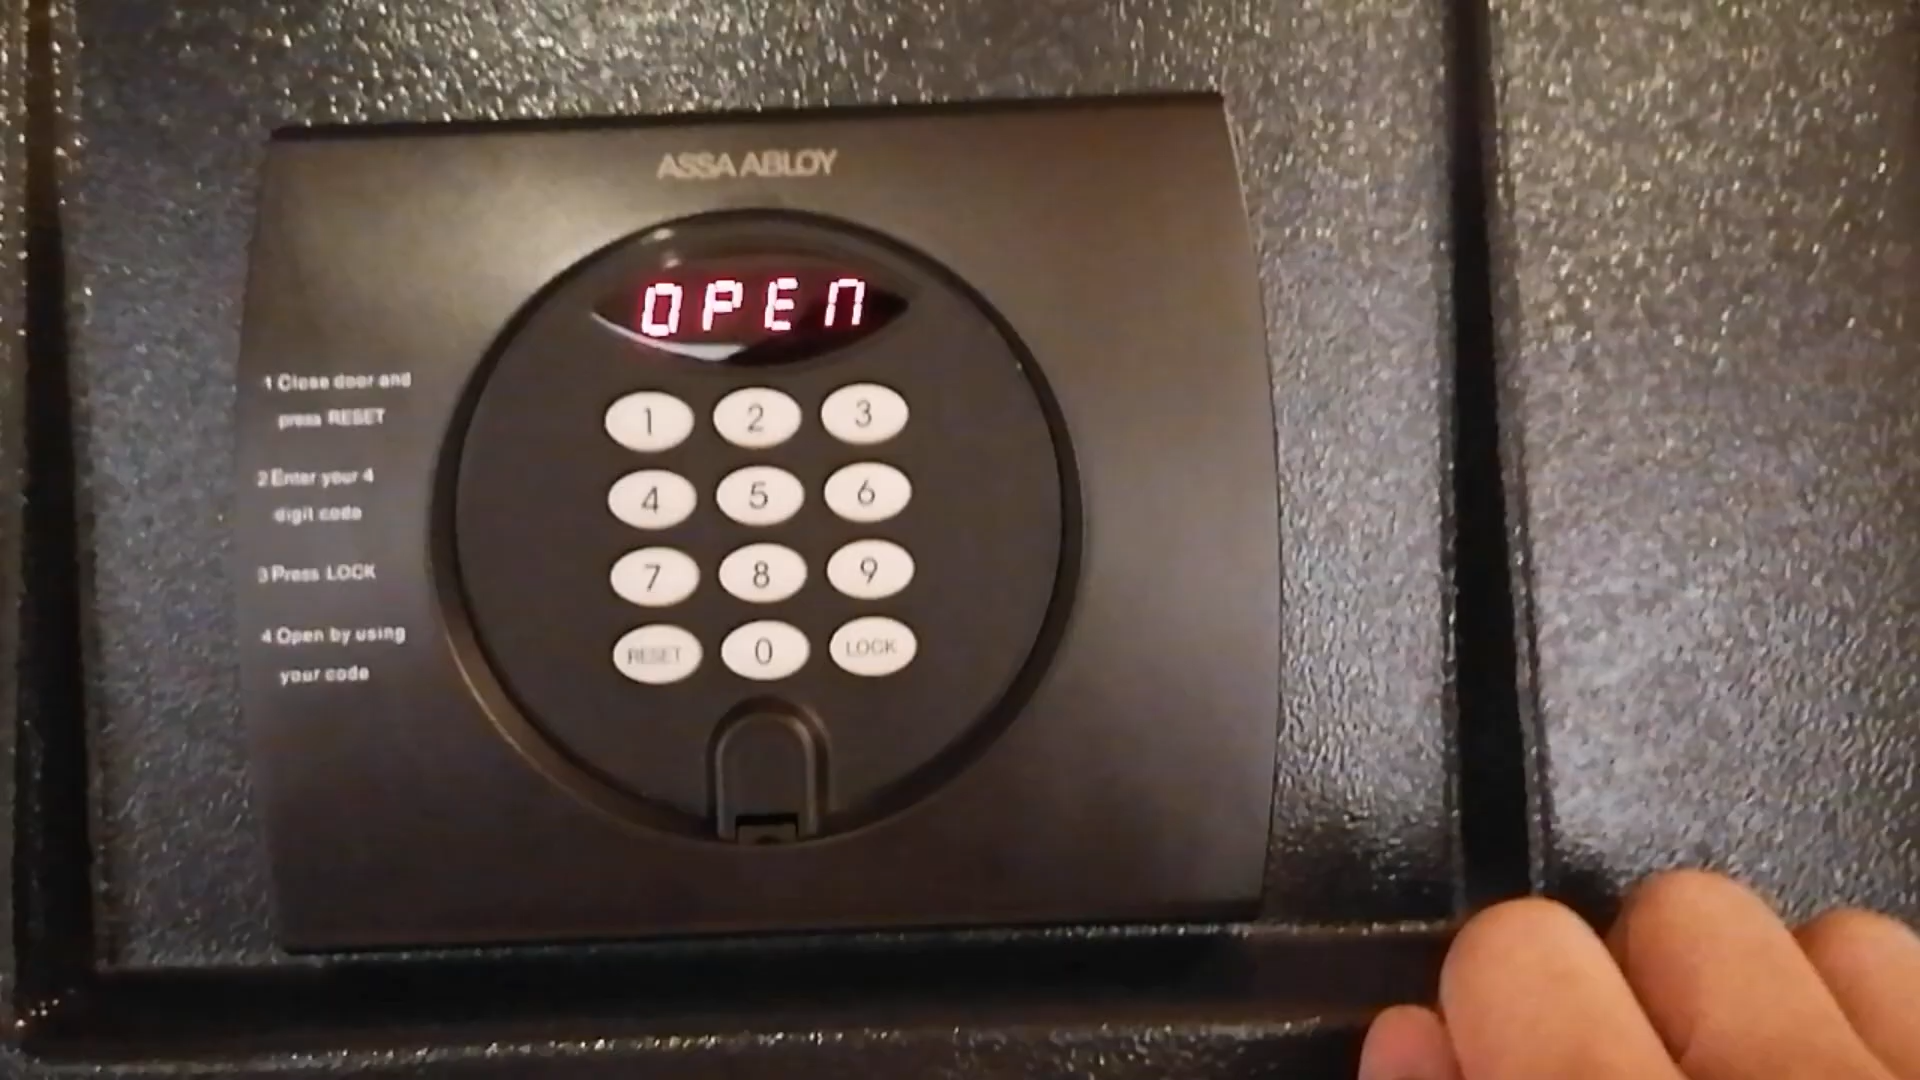 ASSA ABLOY
OPEN
1 Close door and
press RESET
2 Enter your 4
digit code
3 Press LOCK
4 Open by using
your code
1 2 3
4 5 6
7 8 9
RESET 0 LOCK